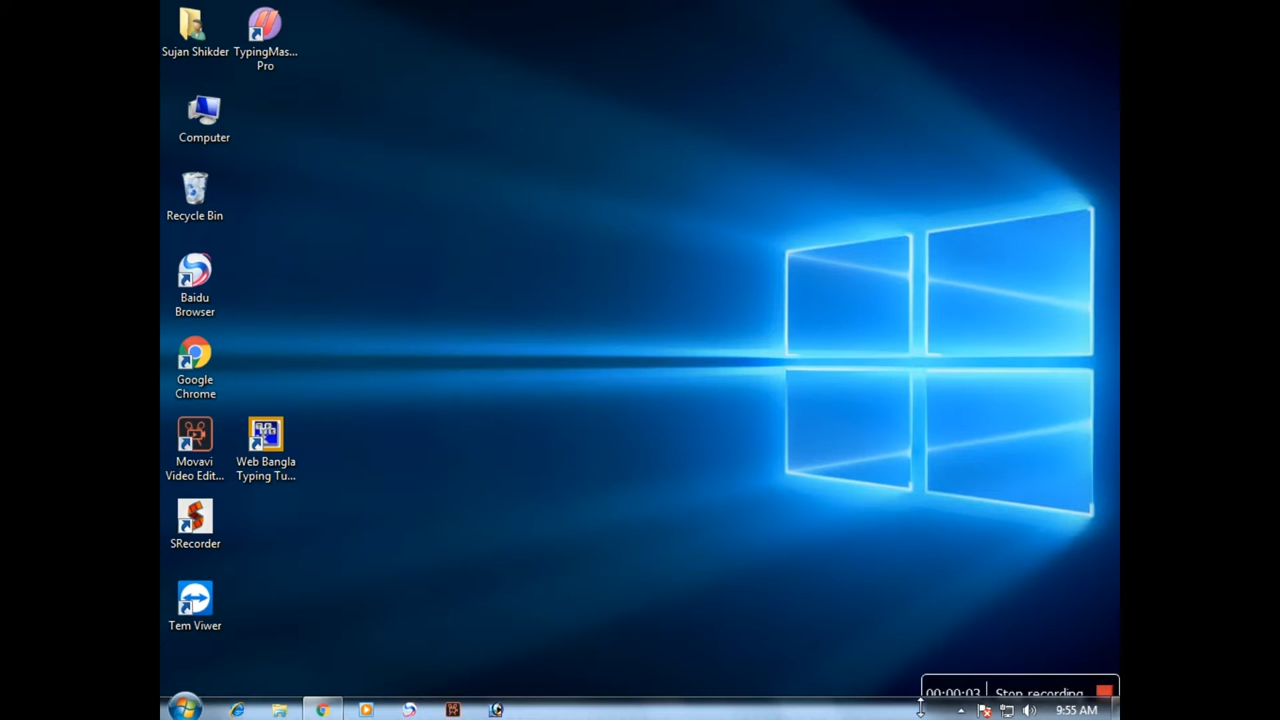 Sujan Shikder
TypingMas...
Pro
Computer
Recycle Bin
Baidu
Browser
Google
Chrome
Movavi
Video Edit...
Web Bangla
Typing Tu...
SRecorder
Tem Viwer
00:00:03
Stop recording
9:55 AM